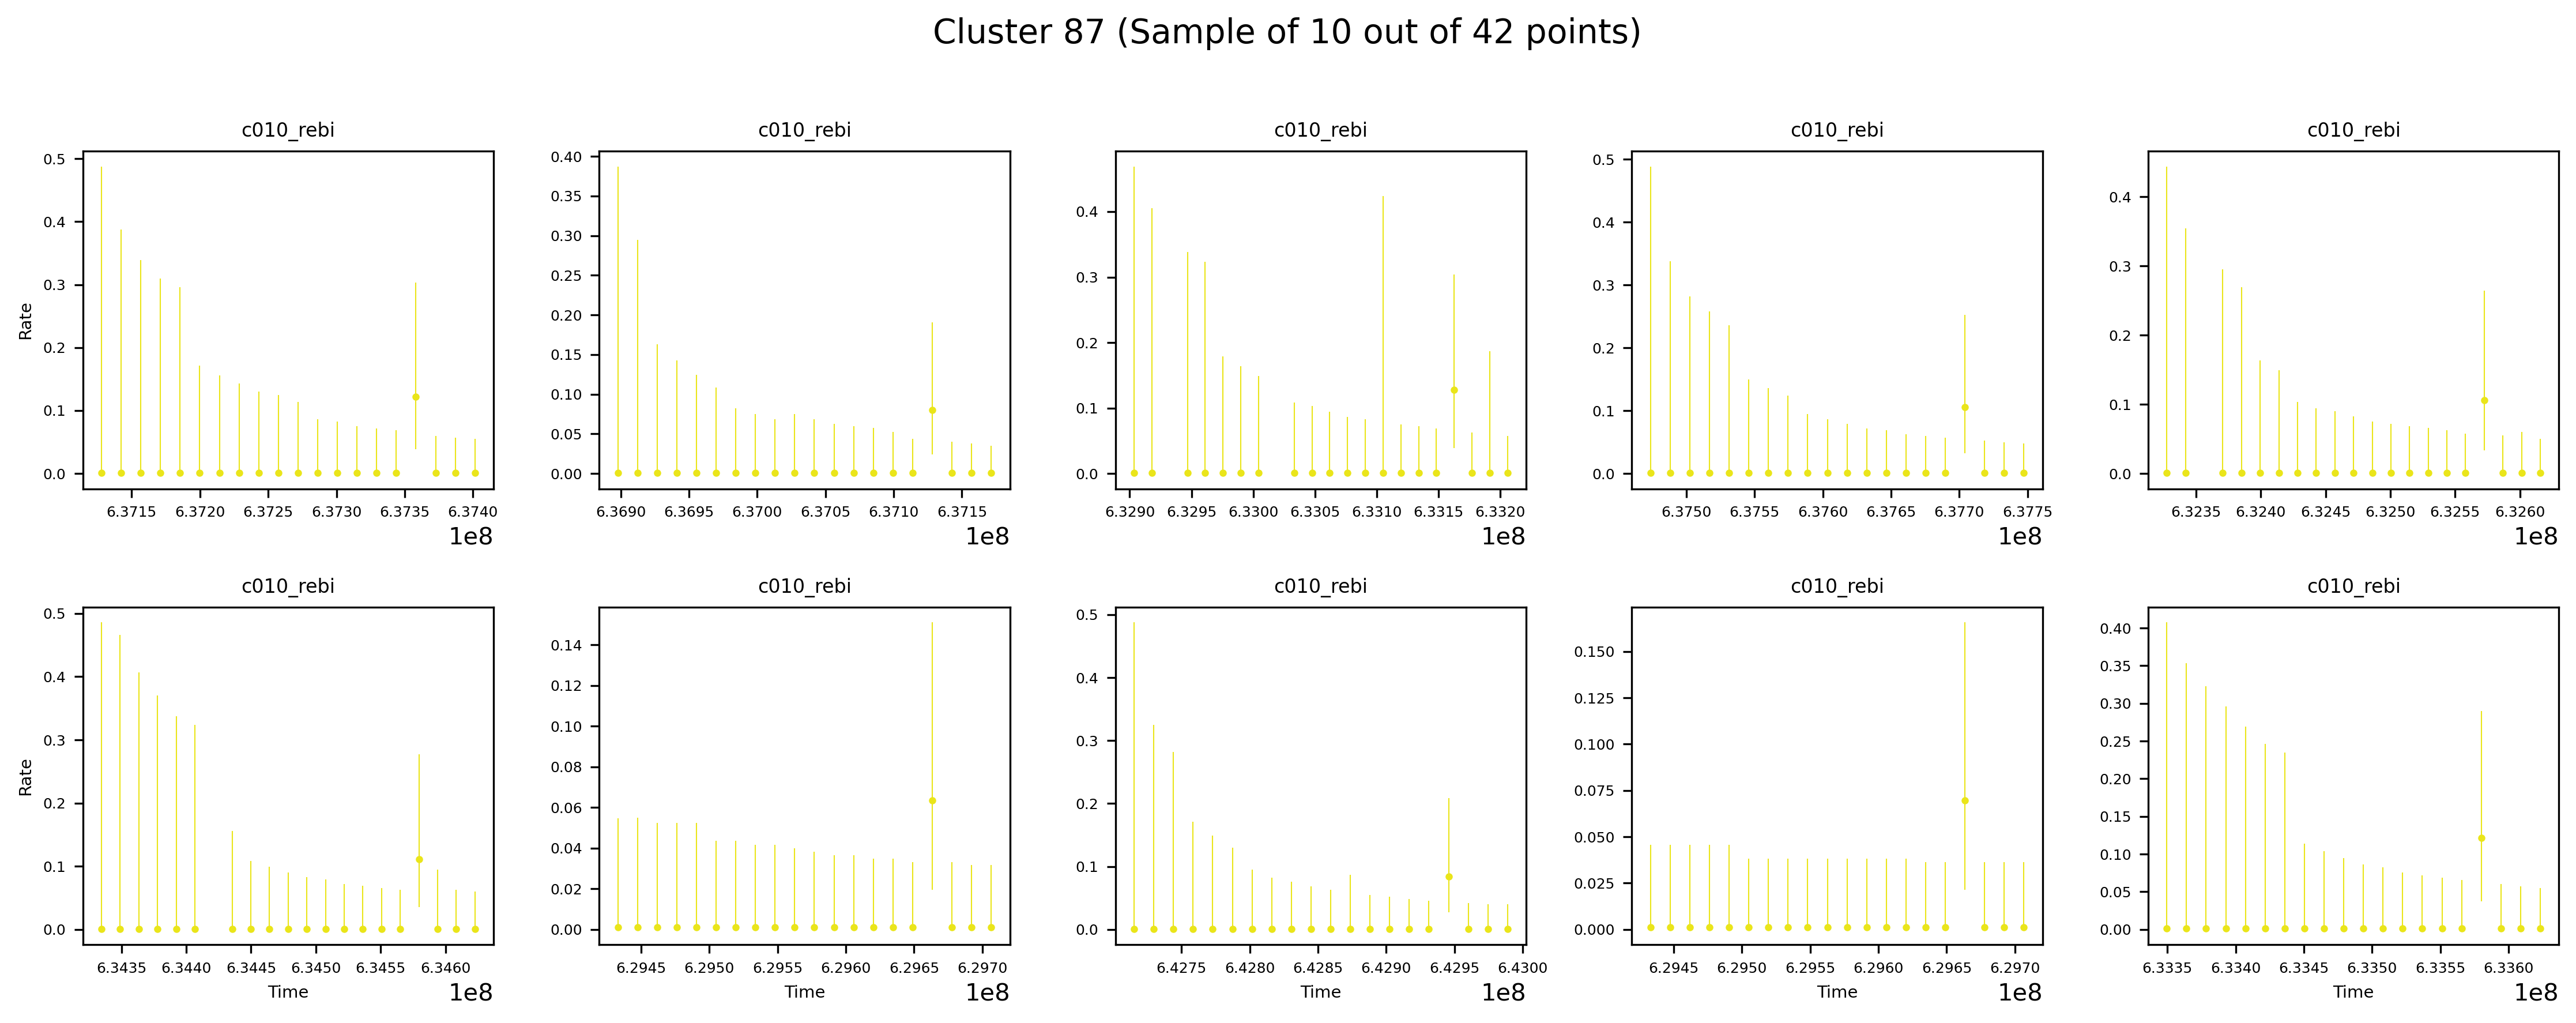 Cluster 87 (Sample of 10 out of 42 points)
c010_rebi
c010_rebi
c010_rebi
c010_rebi
c010_rebi
Rate
0.5
0.4
0.3
0.2
0.1
0.0
6.3715 6.3720 6.3725 6.3730 6.3735 6.3740
1e8
0.40
0.35
0.30
0.25
0.20
0.15
0.10
0.05
0.00
6.3690 6.3695 6.3700 6.3705 6.3710 6.3715
1e8
0.4
0.2
0.0
0.3
0.1
6.3290 6.3295 6.3300 6.3305 6.3310 6.3315 6.3320
1e8
0.5
0.4
0.3
0.2
0.1
0.0
6.3750 6.3755 6.3760 6.3765 6.3770 6.3775
1e8
0.4
0.3
0.2
0.1
0.0
6.3235 6.3240 6.3245 6.3250 6.3255 6.3260
1e8
c010_rebi
c010_rebi
c010_rebi
c010_rebi
c010_rebi
Rate
0.5
0.4
0.3
0.2
0.1
0.0
6.3435 6.3440 6.3445 6.3450 6.3455 6.3460
Time
1e8
0.14
0.12
0.10
0.08
0.06
0.04
0.02
0.00
6.2945 6.2950 6.2955 6.2960 6.2965 6.2970
Time
1e8
0.5
0.4
0.3
0.2
0.1
0.0
6.4275 6.4280 6.4285 6.4290 6.4295 6.4300
Time
1e8
0.150
0.125
0.100
0.075
0.050
0.025
0.000
6.2945 6.2950 6.2955 6.2960 6.2965 6.2970
Time
1e8
0.40
0.35
0.30
0.25
0.20
0.15
0.10
0.05
0.00
6.3335 6.3340 6.3345 6.3350 6.3355 6.3360
Time
1e8